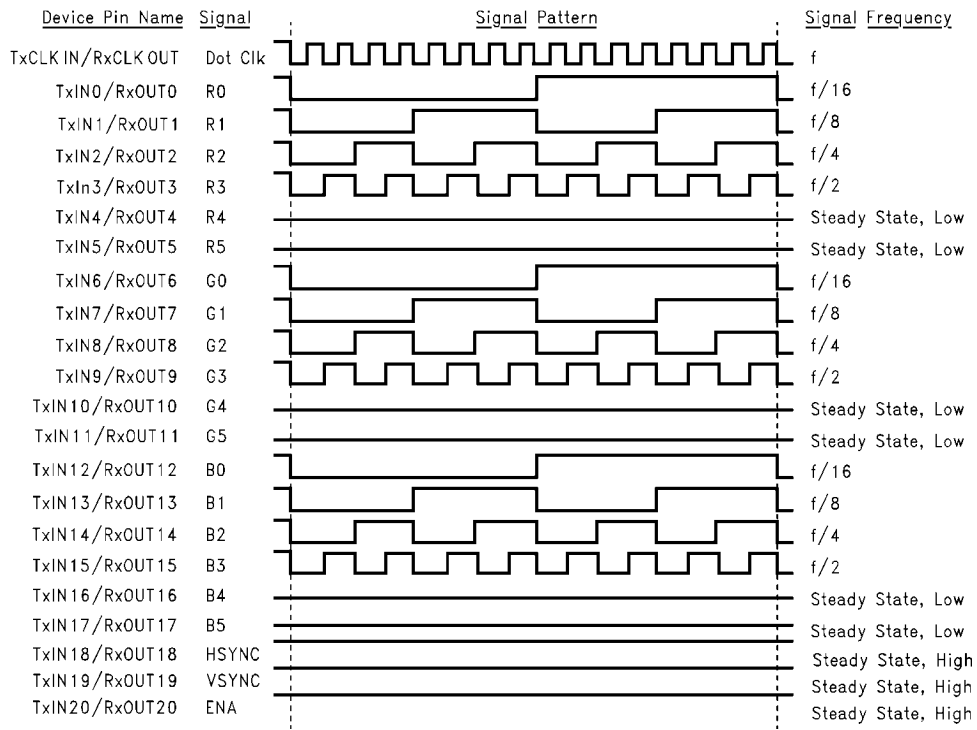 Device Pin Name Signal Signal Pattern Signal Frequency
TxCLK IN/RxCLK OUT Dot Clk f
TxIN0/RxOUT0 R0 f/16
TxIN1/RxOUT1 R1 f/8
TxIN2/RxOUT2 R2 f/4
TxIn3/RxOUT3 R3 f/2
TxIN4/RxOUT4 R4 Steady State, Low
TxIN5/RxOUT5 R5 Steady State, Low
TxIN6/RxOUT6 G0 f/16
TxIN7/RxOUT7 G1 f/8
TxIN8/RxOUT8 G2 f/4
TxIN9/RxOUT9 G3 f/2
TxIN10/RxOUT10 G4 Steady State, Low
TxIN11/RxOUT11 G5 Steady State, Low
TxIN12/RxOUT12 B0 f/16
TxIN13/RxOUT13 B1 f/8
TxIN14/RxOUT14 B2 f/4
TxIN15/RxOUT15 B3 f/2
TxIN16/RxOUT16 B4 Steady State, Low
TxIN17/RxOUT17 B5 Steady State, Low
TxIN18/RxOUT18 HSYNC Steady State, High
TxIN19/RxOUT19 VSYNC Steady State, High
TxIN20/RxOUT20 ENA Steady State, High